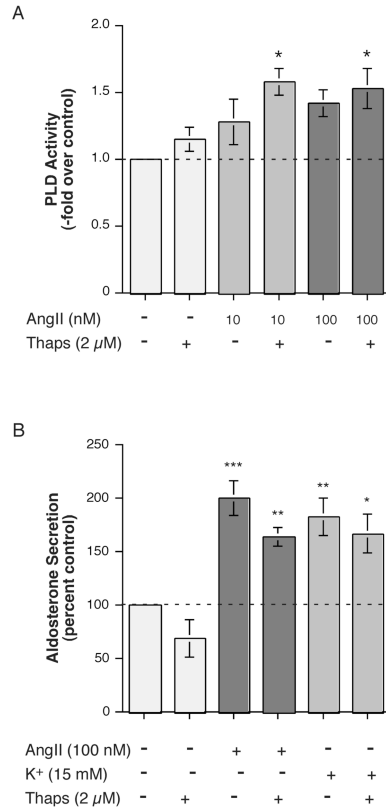 A
2.0
1.5
1.0
0.5
0
PLD Activity
(-fold over control)
* *
AngII (nM) - - 10 10 100 100
Thaps (2 µM) - + - + - +
B
250
200
150
100
50
0
Aldosterone Secretion
(percent control)
*** ** ** *
AngII (100 nM) - - + + - -
K+ (15 mM) - - - - + +
Thaps (2 µM) - + - + - +